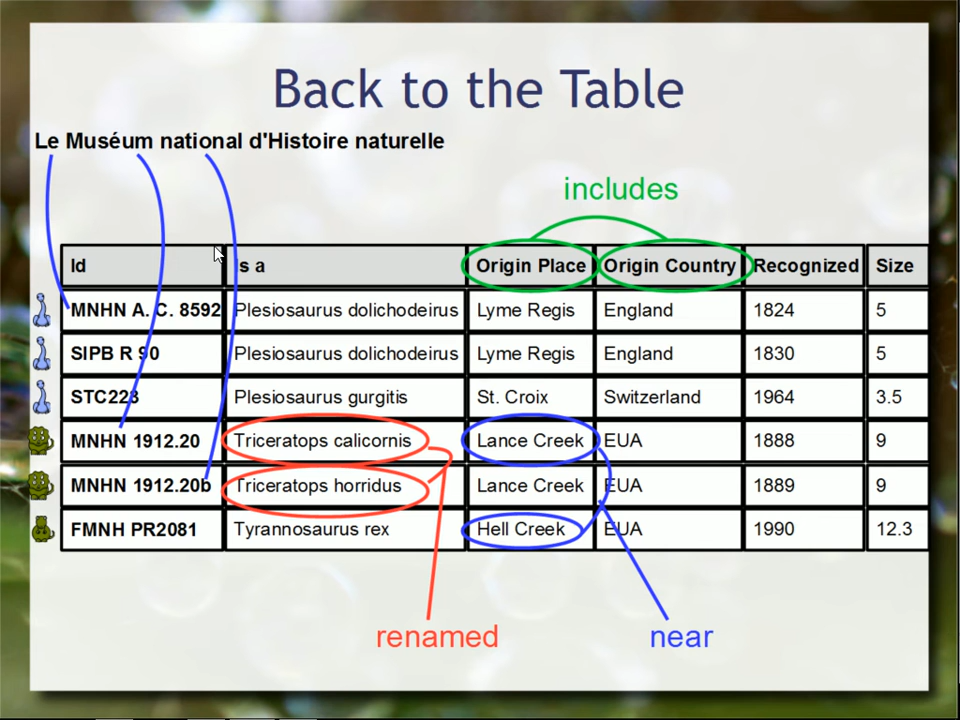 Back to the Table
Le Muséum national d'Histoire naturelle
includes
Id Is a Origin Place Origin Country Recognized Size
MNHN A. C. 8592 Plesiosaurus dolichodeirus Lyme Regis England 1824 5
SIPB R 90 Plesiosaurus dolichodeirus Lyme Regis England 1830 5
STC223 Plesiosaurus gurgitis St. Croix Switzerland 1964 3.5
MNHN 1912.20 Triceratops calicornis Lance Creek EUA 1888 9
MNHN 1912.20b Triceratops horridus Lance Creek EUA 1889 9
FMNH PR2081 Tyrannosaurus rex Hell Creek EUA 1990 12.3
renamed near